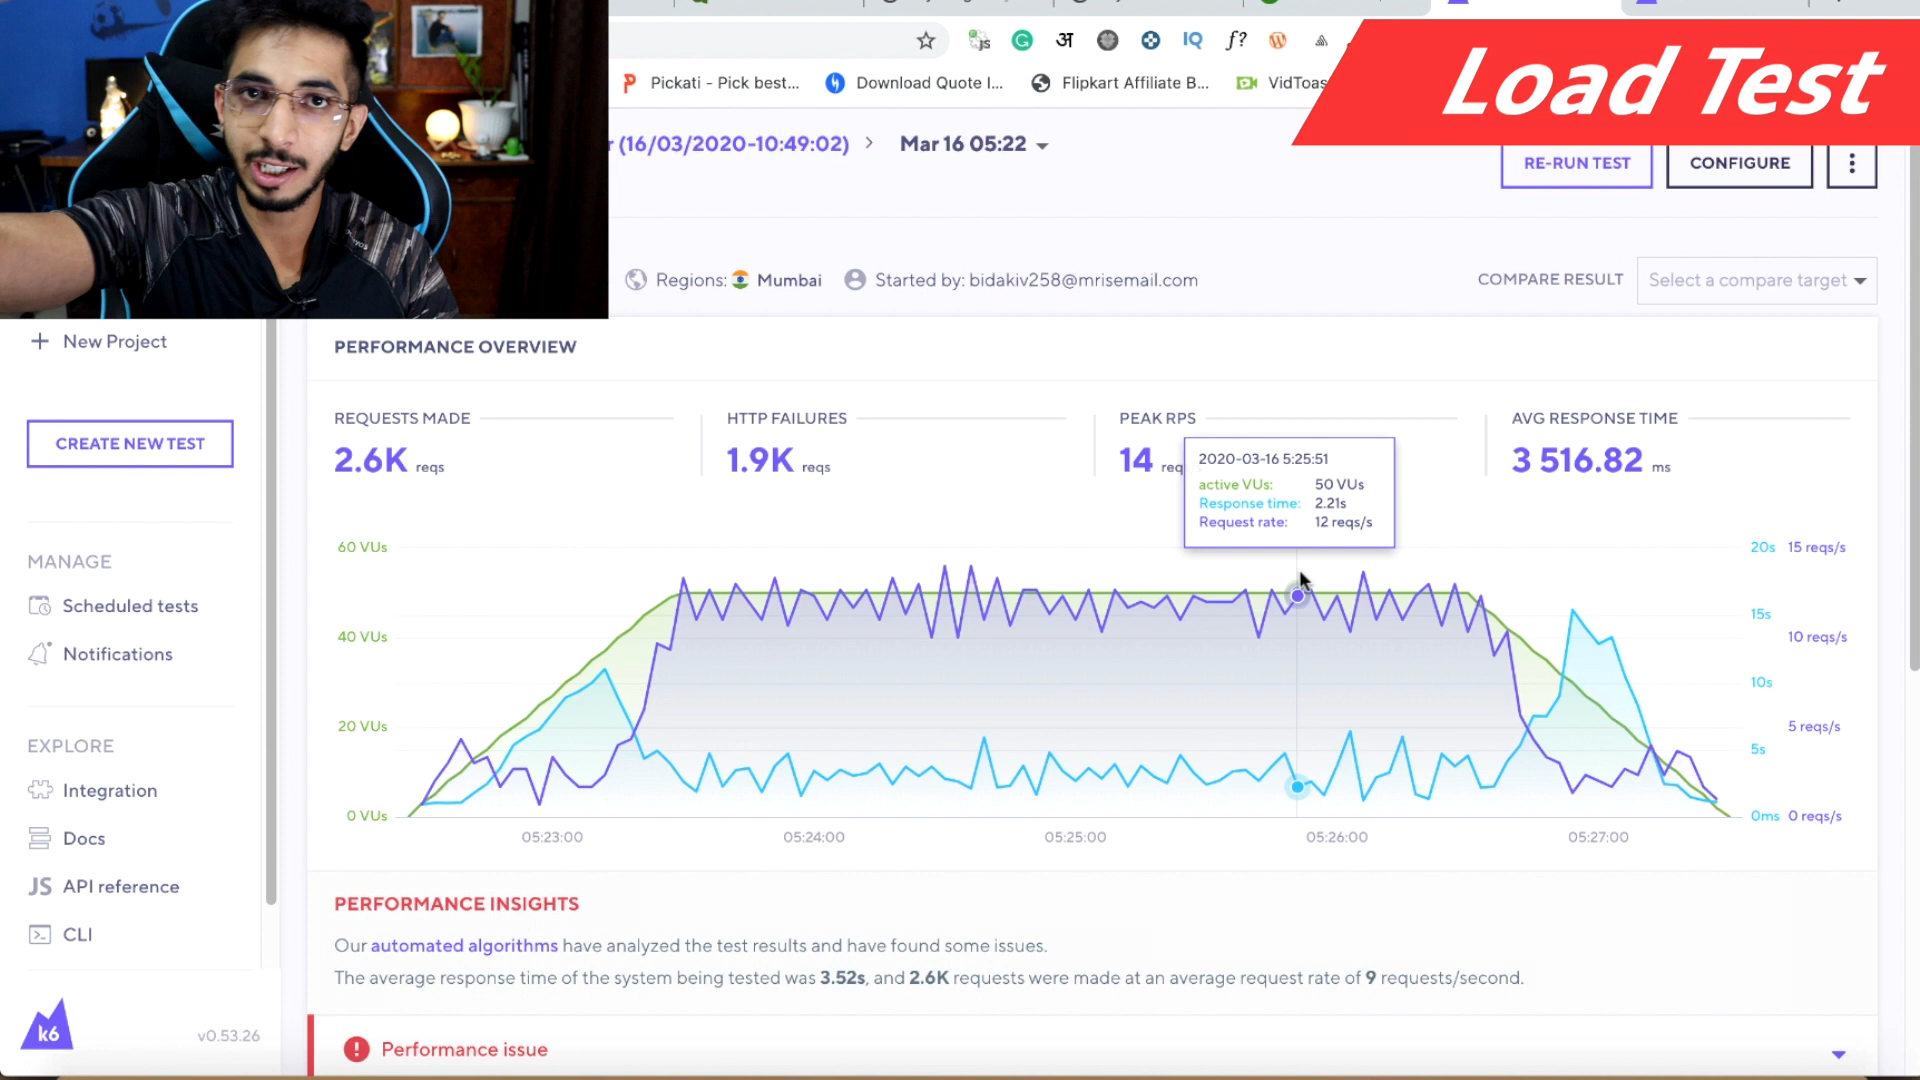 Load Test
JS
अ
IQ
f?
Pickati - Pick best...
Download Quote I...
Flipkart Affiliate B...
(16/03/2020-10:49:02)
Mar 16 05:22
RE-RUN TEST
CONFIGURE
Regions:
Mumbai
Started by: bidakiv258@mrisemail.com
COMPARE RESULT
Select a compare target
New Project
CREATE NEW TEST
MANAGE
Scheduled tests
Notifications
EXPLORE
Integration
Docs
JS API reference
CLI
k6
v0.53.26
PERFORMANCE OVERVIEW
REQUESTS MADE
2.6K reqs
HTTP FAILURES
1.9K reqs
PEAK RPS
14 req
AVG RESPONSE TIME
3 516.82 ms
2020-03-16 5:25:51
active VUs: 50 VUs
Response time: 2.21s
Request rate: 12 reqs/s
60 VUs
40 VUs
20 VUs
0 VUs
20s 15 reqs/s
15s
10 reqs/s
10s
5 reqs/s
5s
0ms 0 reqs/s
05:23:00
05:24:00
05:25:00
05:26:00
05:27:00
PERFORMANCE INSIGHTS
Our automated algorithms have analyzed the test results and have found some issues.
The average response time of the system being tested was 3.52s, and 2.6K requests were made at an average request rate of 9 requests/second.
Performance issue